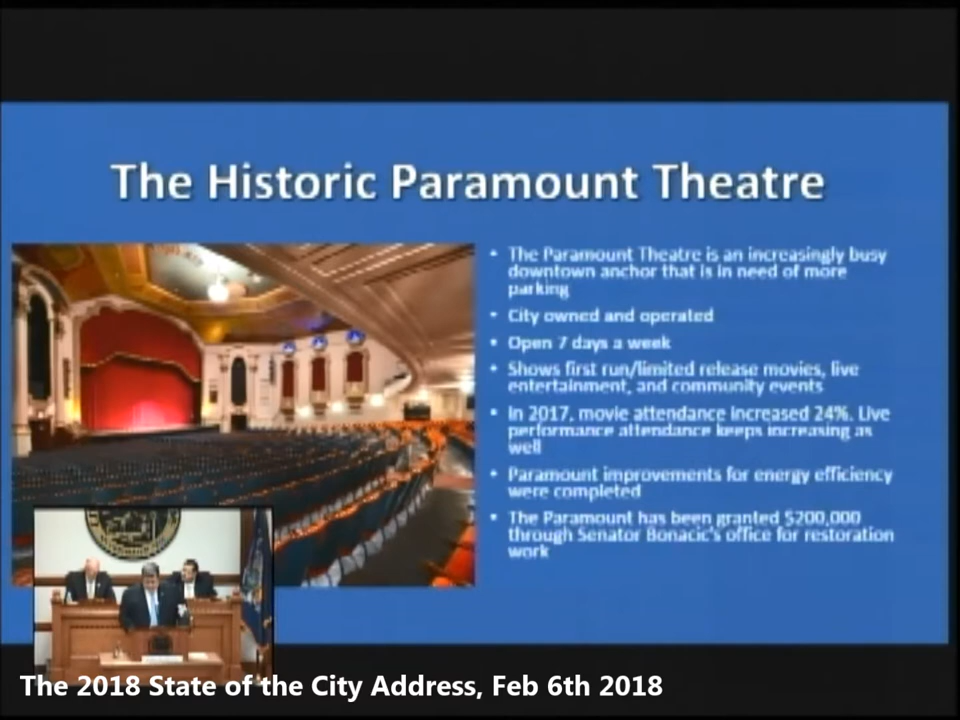 The Historic Paramount Theatre
• The Paramount Theatre is an increasingly busy
downtown anchor that is in need of more
parking
• City owned and operated
• Open 7 days a week
• Shows first run/limited release movies, live
entertainment, and community events
• In 2017, movie attendance increased 24%. Live
performance attendance keeps increasing as
well
• Paramount improvements for energy efficiency
were completed
• The Paramount has been granted $200,000
through Senator Bonacic's office for restoration
work
The 2018 State of the City Address, Feb 6th 2018